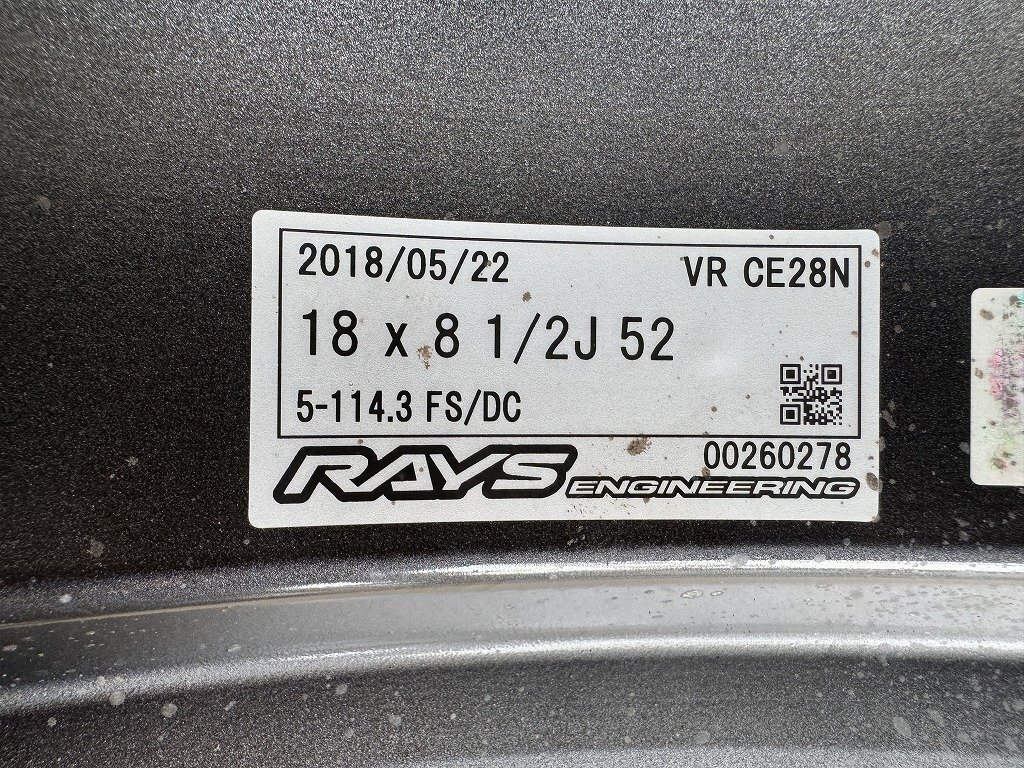 2018/05/22 VR CE28N
18 x 8 1/2J 52
5-114.3 FS/DC
00260278
RAYS ENGINEERING